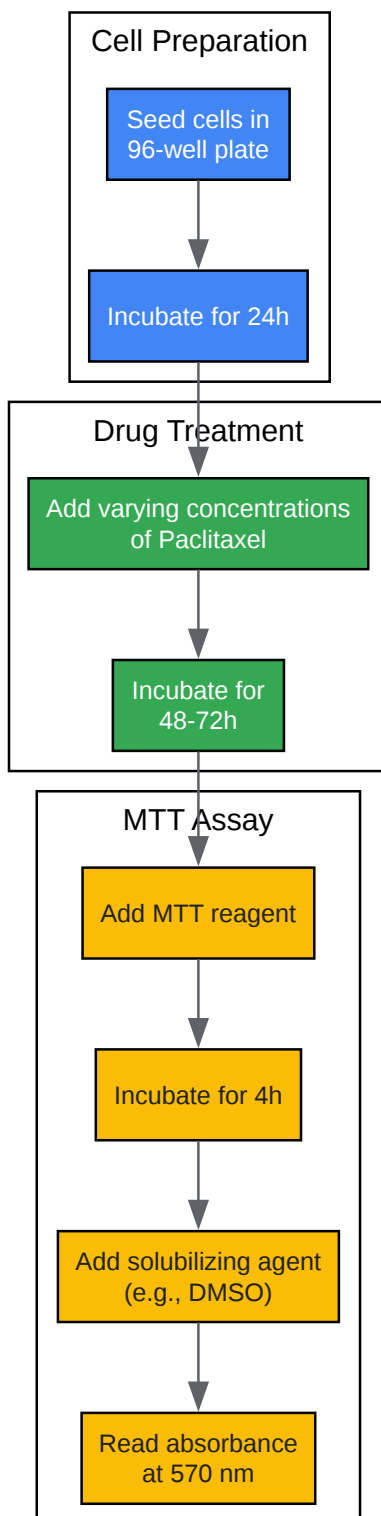 Cell Preparation
Seed cells in
96-well plate
Incubate for 24h
Drug Treatment
Add varying concentrations
of Paclitaxel
Incubate for
48-72h
MTT Assay
Add MTT reagent
Incubate for 4h
Add solubilizing agent
(e.g., DMSO)
Read absorbance
at 570 nm